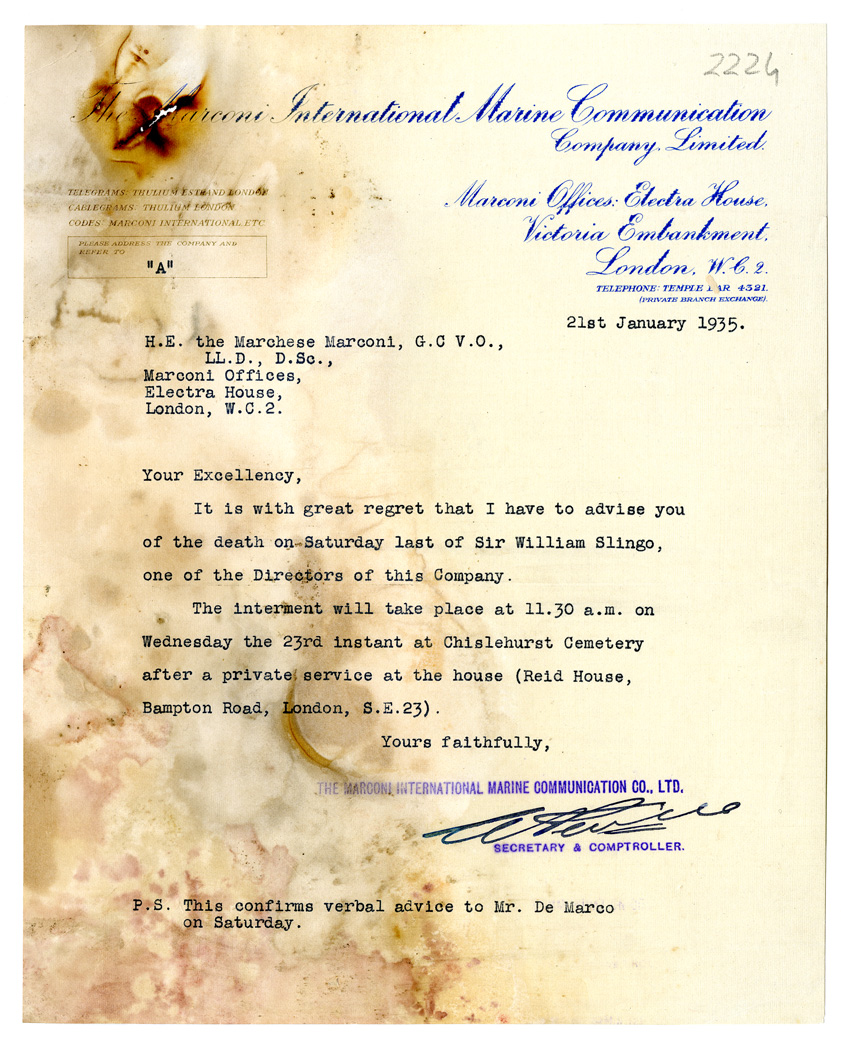 2224
The Marconi International Marine Communication
Company, Limited.
TELEGRAMS: THULIUM ESTRAND LONDON
CABLEGRAMS: THULIUM LONDON
CODES: MARCONI INTERNATIONAL, ETC
PLEASE ADDRESS THE COMPANY AND
REFER TO
"A"
Marconi Offices: Electra House,
Victoria Embankment,
London, W.C.2.
TELEPHONE: TEMPLE BAR 4321.
(PRIVATE BRANCH EXCHANGE).
21st January 1935.
H.E. the Marchese Marconi, G.C V.O.,
LL.D., D.Sc.,
Marconi Offices,
Electra House,
London, W.C.2.
Your Excellency,
It is with great regret that I have to advise you
of the death on Saturday last of Sir William Slingo,
one of the Directors of this Company.
The interment will take place at 11.30 a.m. on
Wednesday the 23rd instant at Chislehurst Cemetery
after a private service at the house (Reid House,
Bampton Road, London, S.E.23).
Yours faithfully,
THE MARCONI INTERNATIONAL MARINE COMMUNICATION CO., LTD.
SECRETARY & COMPTROLLER.
P.S. This confirms verbal advice to Mr. De Marco
on Saturday.